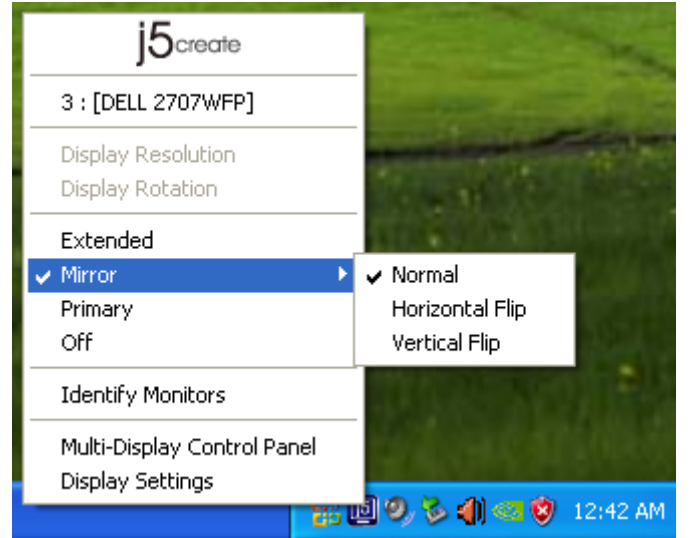 j5create
3 : [DELL 2707WFP]
Display Resolution
Display Rotation
Extended
Mirror
Normal
Primary
Horizontal Flip
Off
Vertical Flip
Identify Monitors
Multi-Display Control Panel
Display Settings
12:42 AM